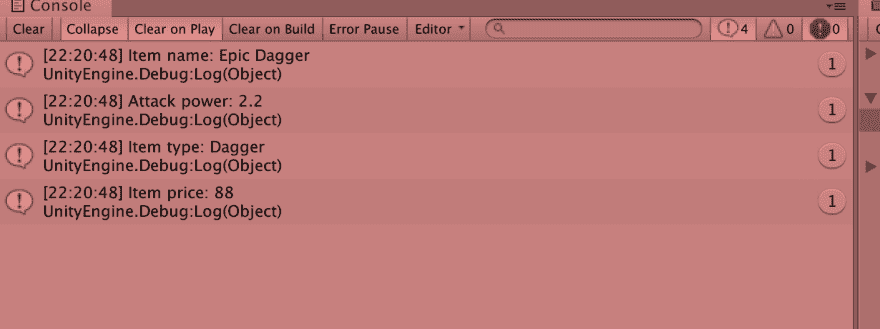 Console
Clear Collapse Clear on Play Clear on Build Error Pause Editor 4 0 0
[22:20:48] Item name: Epic Dagger
UnityEngine.Debug:Log(Object)
1
[22:20:48] Attack power: 2.2
UnityEngine.Debug:Log(Object)
1
[22:20:48] Item type: Dagger
UnityEngine.Debug:Log(Object)
1
[22:20:48] Item price: 88
UnityEngine.Debug:Log(Object)
1